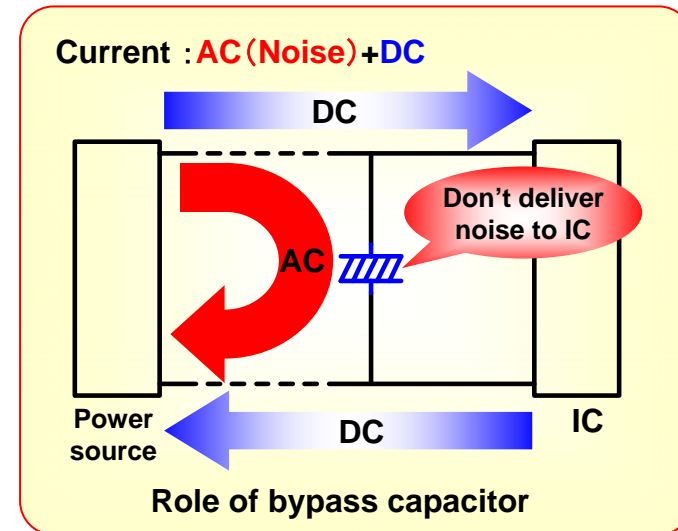 Current :AC(Noise)+DC
DC
Don't deliver
noise to IC
AC
Power
source
DC
IC
Role of bypass capacitor